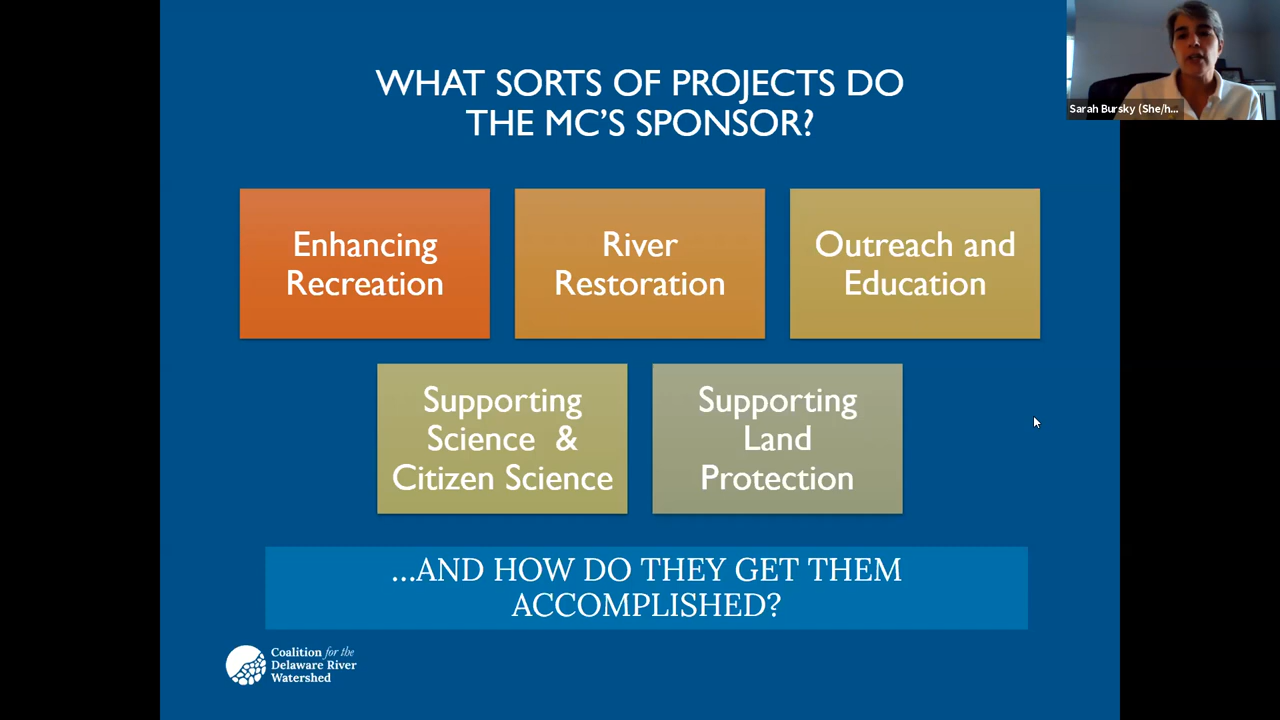 WHAT SORTS OF PROJECTS DO
THE MC'S SPONSOR?
Sarah Bursky (She/h...
Enhancing
Recreation
River
Restoration
Outreach and
Education
Supporting
Science &
Citizen Science
Supporting
Land
Protection
...AND HOW DO THEY GET THEM
ACCOMPLISHED?
Coalition for the
Delaware River
Watershed